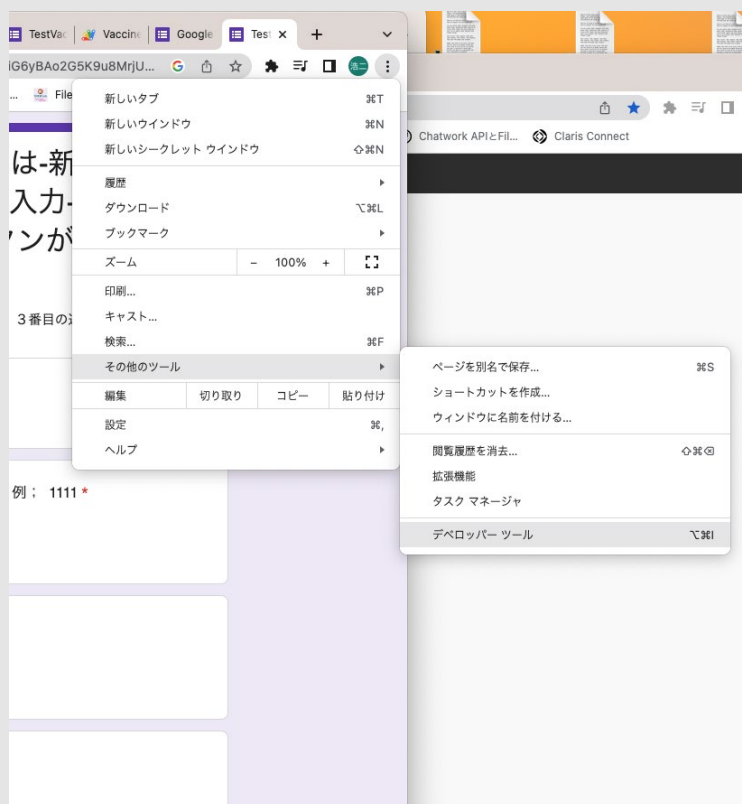 TestVac
Vaccine
Google
Test
iG6yBAo2G5K9u8MrjU...
浩二
...
File
Chatwork APIとFil...
Claris Connect
新しいタブ ⌘T
新しいウインドウ ⌘N
新しいシークレット ウインドウ ⇧⌘N
履歴
ダウンロード ⌥⌘L
ブックマーク
ズーム － 100% ＋
印刷... ⌘P
キャスト...
検索... ⌘F
その他のツール
編集 切り取り コピー 貼り付け
設定 ⌘,
ヘルプ
ページを別名で保存... ⌘S
ショートカットを作成...
ウィンドウに名前を付ける...
閲覧履歴を消去... ⇧⌘⌫
拡張機能
タスク マネージャ
デベロッパー ツール ⌥⌘I
は-新
入力-
ンが
３番目の
例； 1111 *